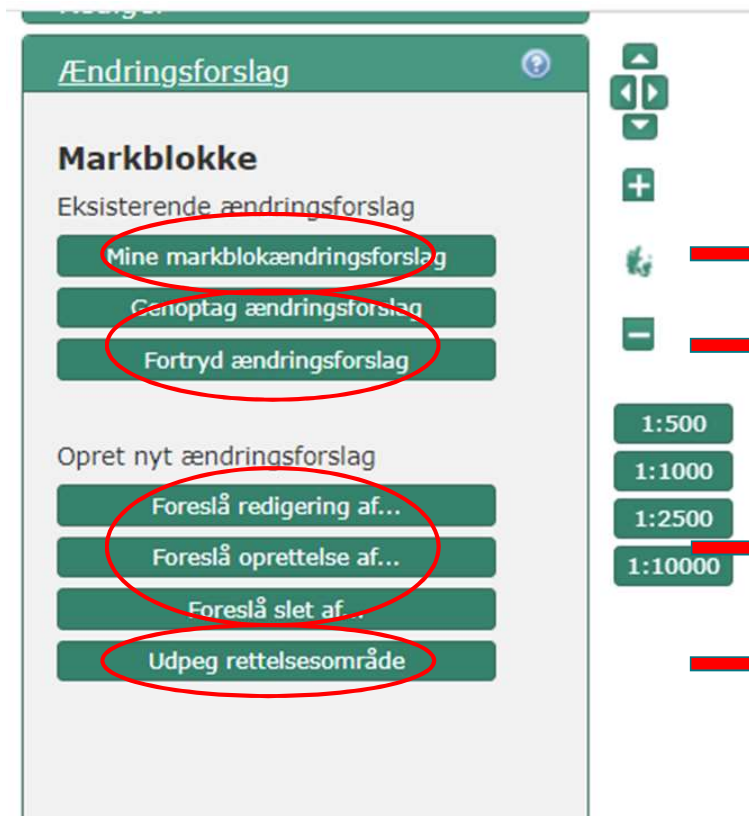 Rediger
Ændringsforslag
Markblokke
Eksisterende ændringsforslag
Mine markblokændringsforslag
Genoptag ændringsforslag
Fortryd ændringsforslag
Opret nyt ændringsforslag
Foreslå redigering af...
Foreslå oprettelse af...
Foreslå slet af...
Udpeg rettelsesområde
1:500
1:1000
1:2500
1:10000